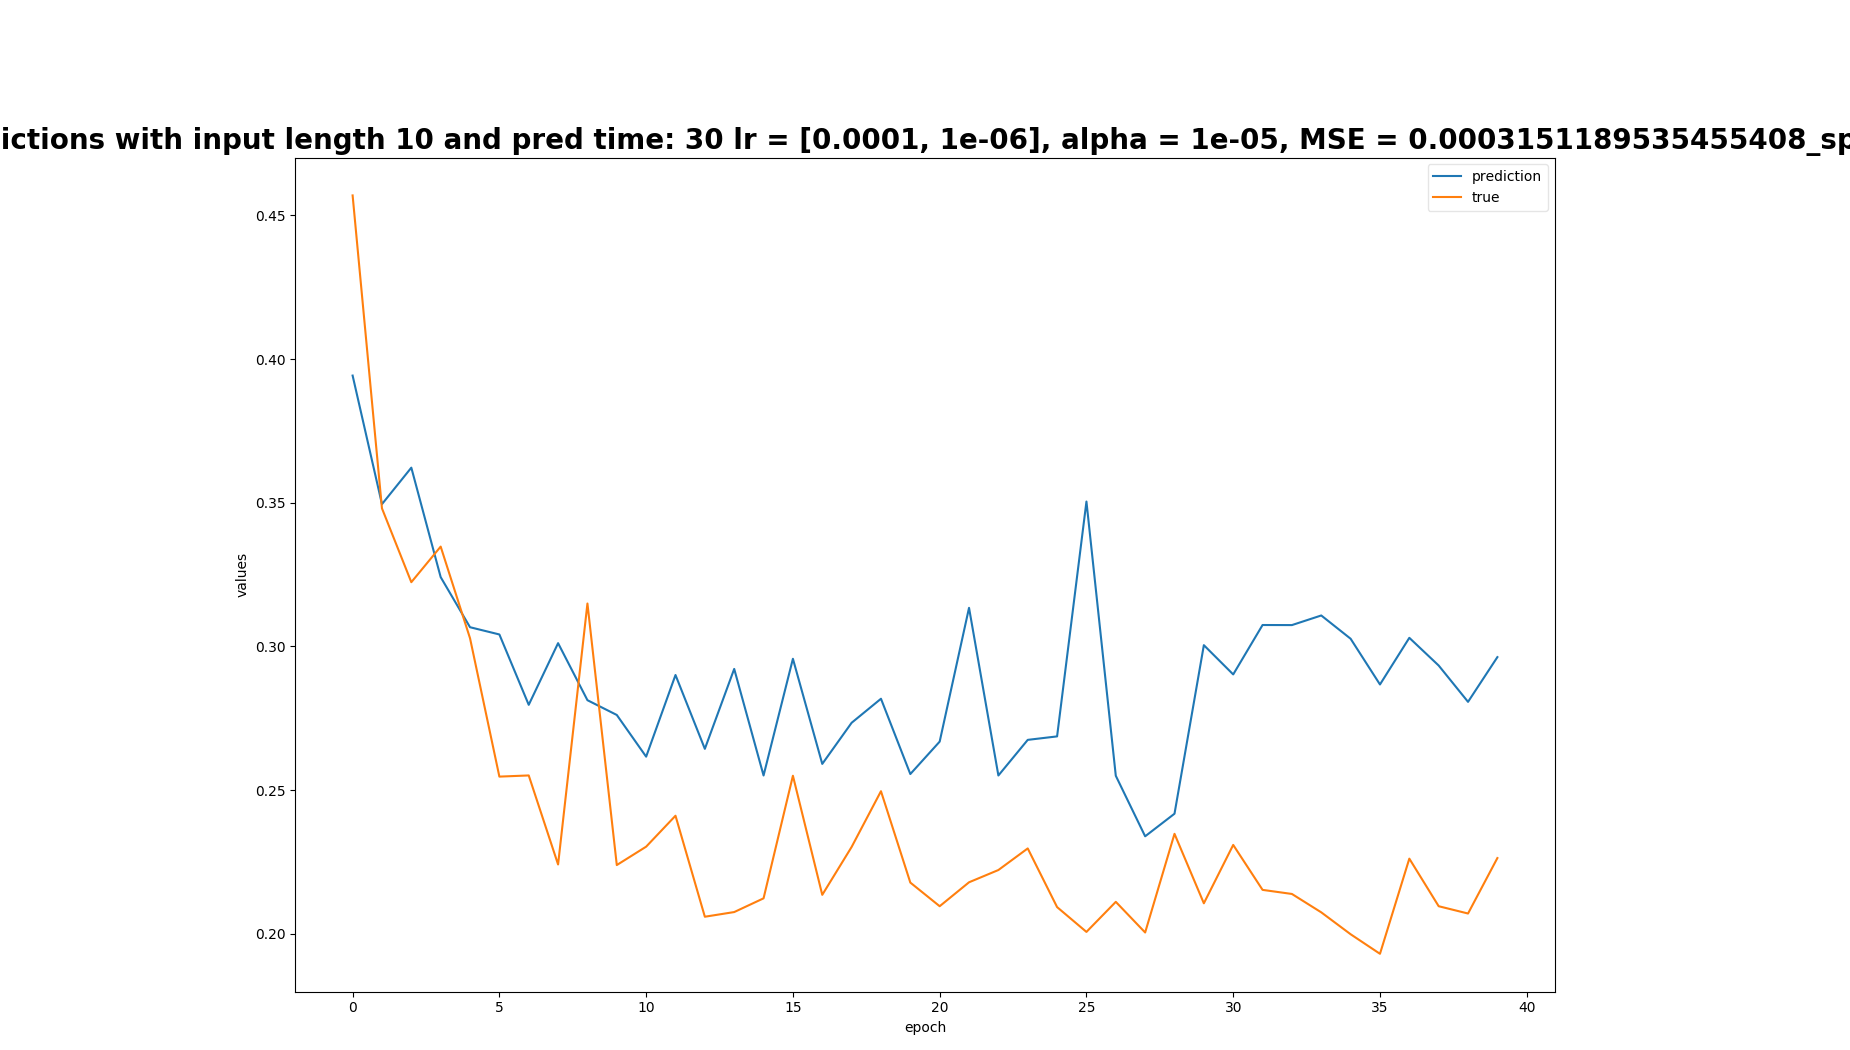 ictions with input length 10 and pred time: 30 lr = [0.0001, 1e-06], alpha = 1e-05, MSE = 0.0003151189535455408_sp
prediction
true
0.45
0.40
0.35
0.30
0.25
0.20
values
0 5 10 15 20 25 30 35 40
epoch